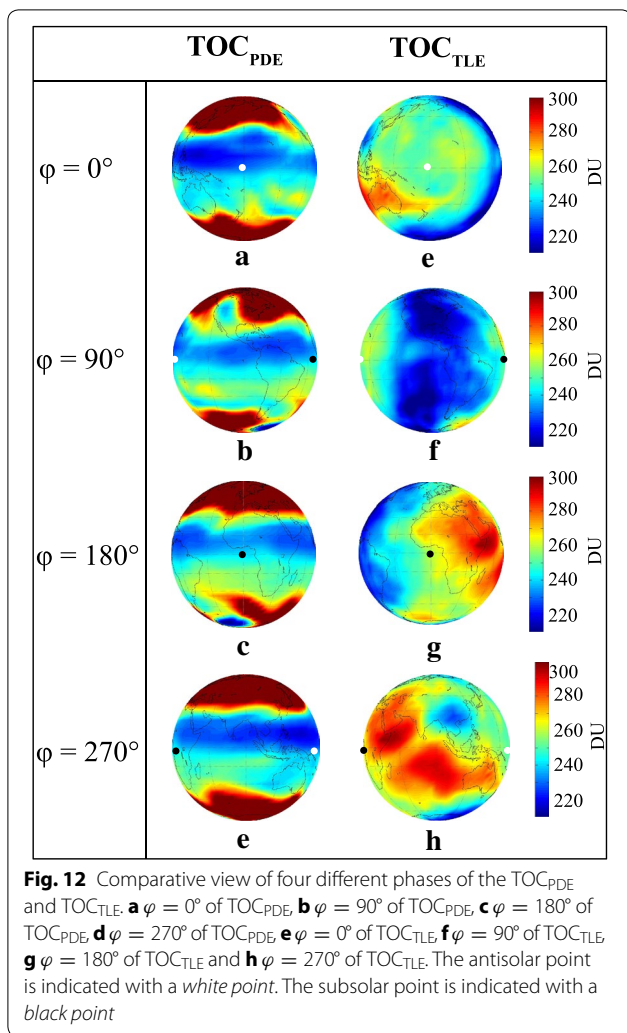 TOC_PDE TOC_TLE
φ = 0°
a e
300
280
260
240
220
DU
φ = 90°
b f
300
280
260
240
220
DU
φ = 180°
c g
300
280
260
240
220
DU
φ = 270°
e h
300
280
260
240
220
DU
Fig. 12 Comparative view of four different phases of the TOC_PDE
and TOC_TLE. a φ = 0° of TOC_PDE, b φ = 90° of TOC_PDE, c φ = 180° of
TOC_PDE, d φ = 270° of TOC_PDE, e φ = 0° of TOC_TLE, f φ = 90° of TOC_TLE,
g φ = 180° of TOC_TLE and h φ = 270° of TOC_TLE. The antisolar point
is indicated with a white point. The subsolar point is indicated with a
black point